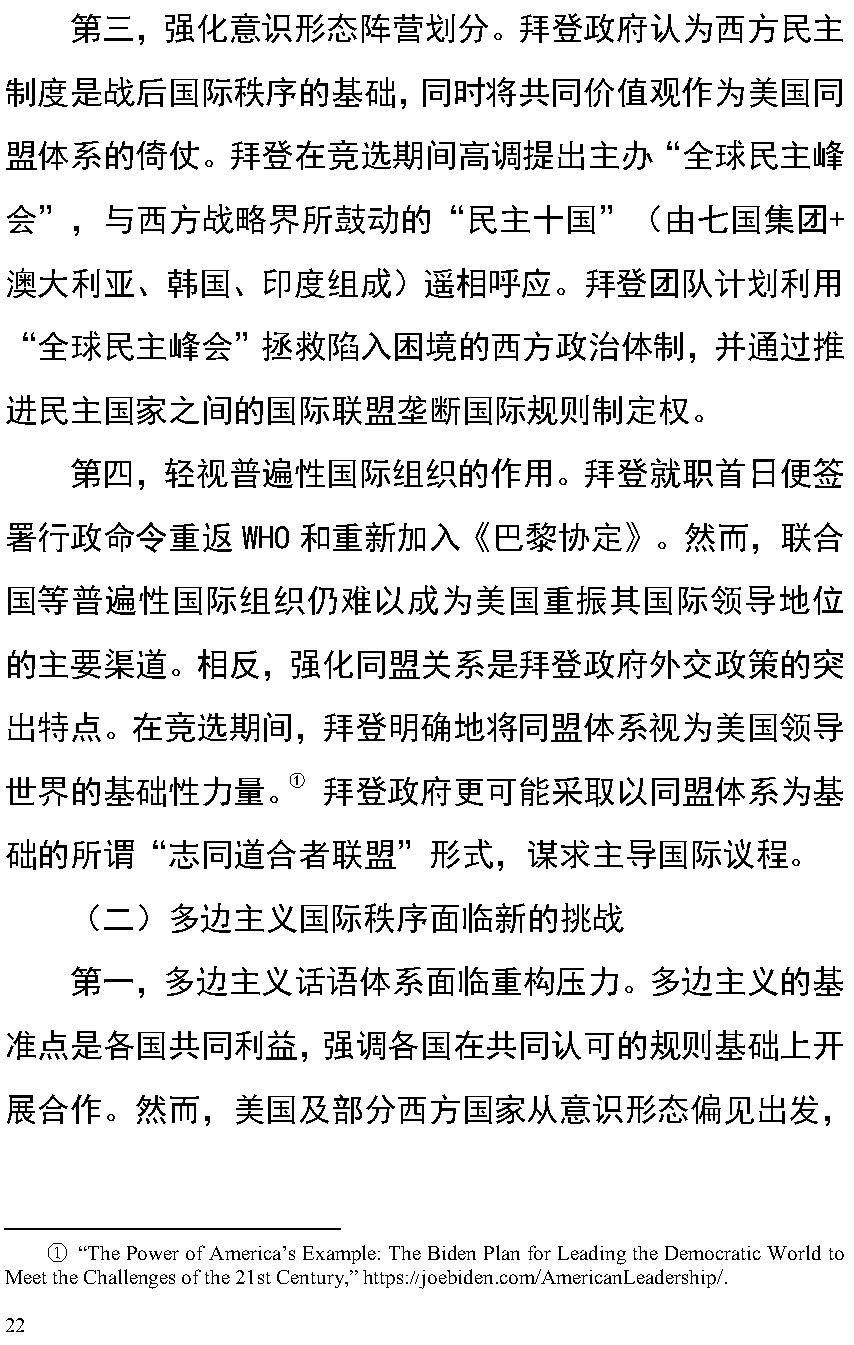 第三，强化意识形态阵营划分。拜登政府认为西方民主
制度是战后国际秩序的基础，同时将共同价值观作为美国同
盟体系的倚仗。拜登在竞选期间高调提出主办“全球民主峰
会”，与西方战略界所鼓动的“民主十国”（由七国集团+
澳大利亚、韩国、印度组成）遥相呼应。拜登团队计划利用
“全球民主峰会”拯救陷入困境的西方政治体制，并通过推
进民主国家之间的国际联盟垄断国际规则制定权。
第四，轻视普遍性国际组织的作用。拜登就职首日便签
署行政命令重返 WHO 和重新加入《巴黎协定》。然而，联合
国等普遍性国际组织仍难以成为美国重振其国际领导地位
的主要渠道。相反，强化同盟关系是拜登政府外交政策的突
出特点。在竞选期间，拜登明确地将同盟体系视为美国领导
世界的基础性力量。① 拜登政府更可能采取以同盟体系为基
础的所谓“志同道合者联盟”形式，谋求主导国际议程。
（二）多边主义国际秩序面临新的挑战
第一，多边主义话语体系面临重构压力。多边主义的基
准点是各国共同利益，强调各国在共同认可的规则基础上开
展合作。然而，美国及部分西方国家从意识形态偏见出发，
① “The Power of America’s Example: The Biden Plan for Leading the Democratic World to
Meet the Challenges of the 21st Century,” https://joebiden.com/AmericanLeadership/.
22